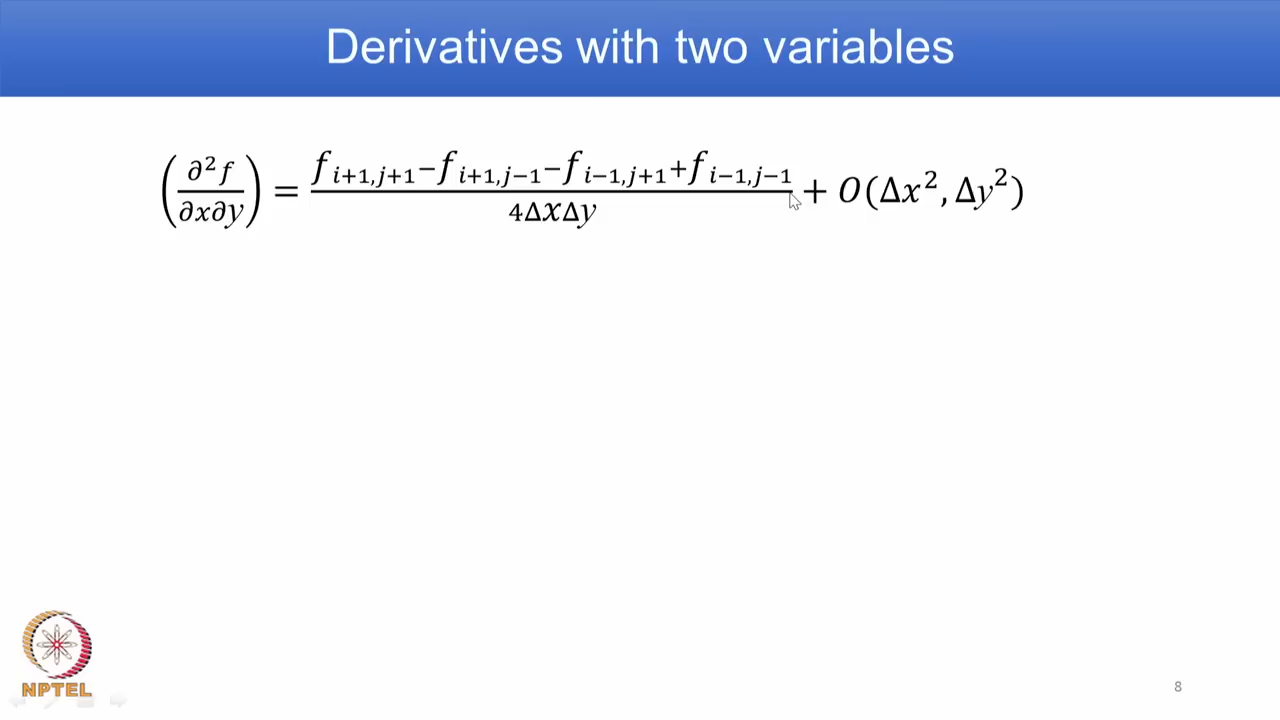 Derivatives with two variables
(∂²f/∂x∂y) = (f_{i+1,j+1}−f_{i+1,j−1}−f_{i−1,j+1}+f_{i−1,j−1})/(4ΔxΔy) + O(Δx², Δy²)
NPTEL
8